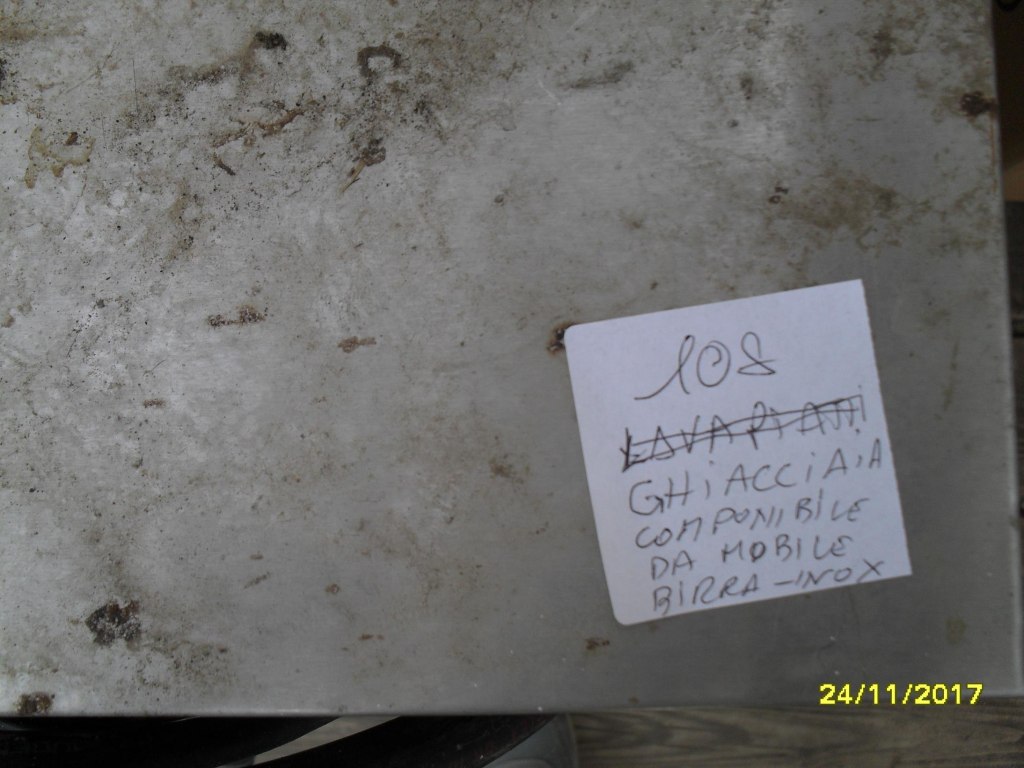 108
LAVAPIATTI
GHIACCIAIA
COMPONIBILE
DA MOBILE
BIRRA-INOX
24/11/2017